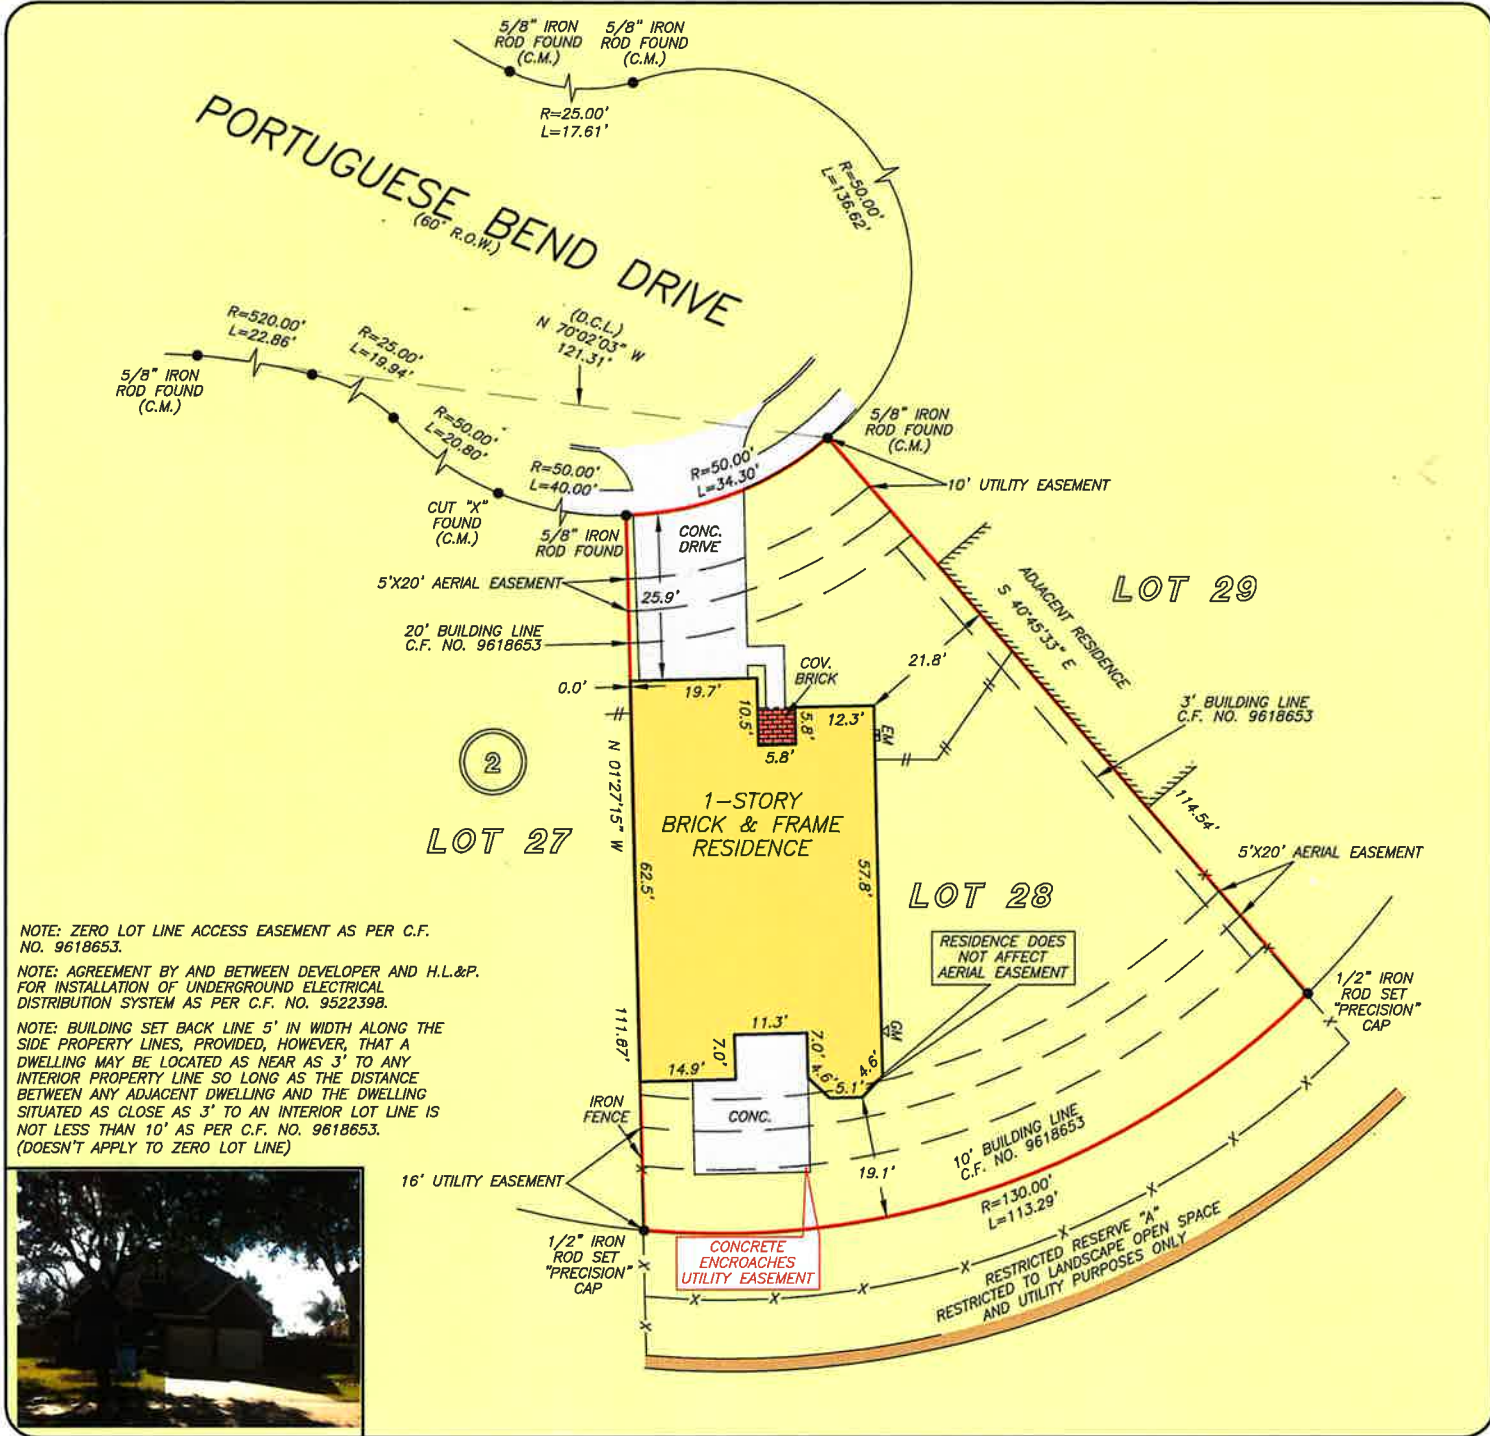 5/8" IRON
ROD FOUND
(C.M.)
5/8" IRON
ROD FOUND
(C.M.)
R=25.00'
L=17.61'
PORTUGUESE BEND DRIVE
(60' R.O.W.)
R=50.00'
L=136.62'
(D.C.L.)
N 70°02'03" W
121.31'
R=520.00'
L=22.86'
R=25.00'
L=19.94'
5/8" IRON
ROD FOUND
(C.M.)
R=50.00'
L=20.80'
R=50.00'
L=40.00'
R=50.00'
L=34.30'
5/8" IRON
ROD FOUND
(C.M.)
10' UTILITY EASEMENT
CUT "X"
FOUND
(C.M.)
5/8" IRON
ROD FOUND
CONC.
DRIVE
5'X20' AERIAL EASEMENT
25.9'
20' BUILDING LINE
C.F. NO. 9618653
ADJACENT RESIDENCE
S 40°45'33" E
LOT 29
21.8'
COV.
BRICK
0.0'
19.7'
10.5'
5.8'
12.3'
5.8'
EM
3' BUILDING LINE
C.F. NO. 9618653
2
N 01°27'15" W
1-STORY
BRICK & FRAME
RESIDENCE
114.54'
LOT 27
62.5'
57.8'
5'X20' AERIAL EASEMENT
LOT 28
NOTE: ZERO LOT LINE ACCESS EASEMENT AS PER C.F.
NO. 9618653.
NOTE: AGREEMENT BY AND BETWEEN DEVELOPER AND H.L.&P.
FOR INSTALLATION OF UNDERGROUND ELECTRICAL
DISTRIBUTION SYSTEM AS PER C.F. NO. 9522398.
NOTE: BUILDING SET BACK LINE 5' IN WIDTH ALONG THE
SIDE PROPERTY LINES, PROVIDED, HOWEVER, THAT A
DWELLING MAY BE LOCATED AS NEAR AS 3' TO ANY
INTERIOR PROPERTY LINE SO LONG AS THE DISTANCE
BETWEEN ANY ADJACENT DWELLING AND THE DWELLING
SITUATED AS CLOSE AS 3' TO AN INTERIOR LOT LINE IS
NOT LESS THAN 10' AS PER C.F. NO. 9618653.
(DOESN'T APPLY TO ZERO LOT LINE)
RESIDENCE DOES
NOT AFFECT
AERIAL EASEMENT
1/2" IRON
ROD SET
"PRECISION"
CAP
111.67'
11.3'
7.0'
7.0'
GM
14.9'
4.6'
5.1'
4.6'
IRON
FENCE
CONC.
10' BUILDING LINE
C.F. NO. 9618653
19.1'
16' UTILITY EASEMENT
R=130.00'
L=113.29'
1/2" IRON
ROD SET
"PRECISION"
CAP
CONCRETE
ENCROACHES
UTILITY EASEMENT
RESTRICTED RESERVE "A"
RESTRICTED TO LANDSCAPE OPEN SPACE
AND UTILITY PURPOSES ONLY